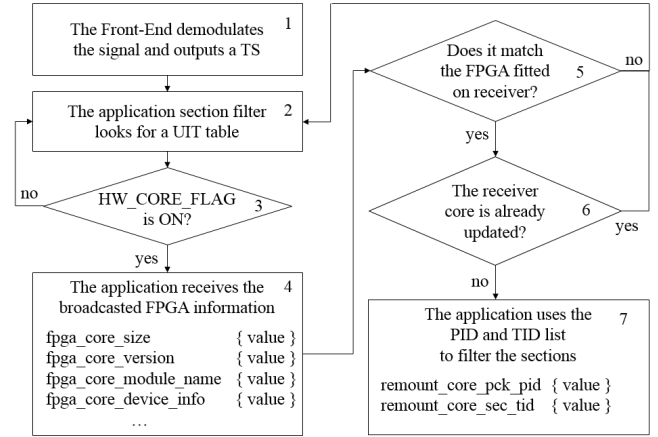 The Front-End demodulates
the signal and outputs a TS
1
The application section filter
looks for a UIT table
2
no
HW_CORE_FLAG
is ON?
3
yes
The application receives the
broadcasted FPGA information
4
fpga_core_size { value }
fpga_core_version { value }
fpga_core_module_name { value }
fpga_core_device_info { value }
...
Does it match
the FPGA fitted
on receiver?
5
no
yes
The receiver
core is already
updated?
6
yes
no
The application uses the
PID and TID list
to filter the sections
7
remount_core_pck_pid { value }
remount_core_sec_tid { value }